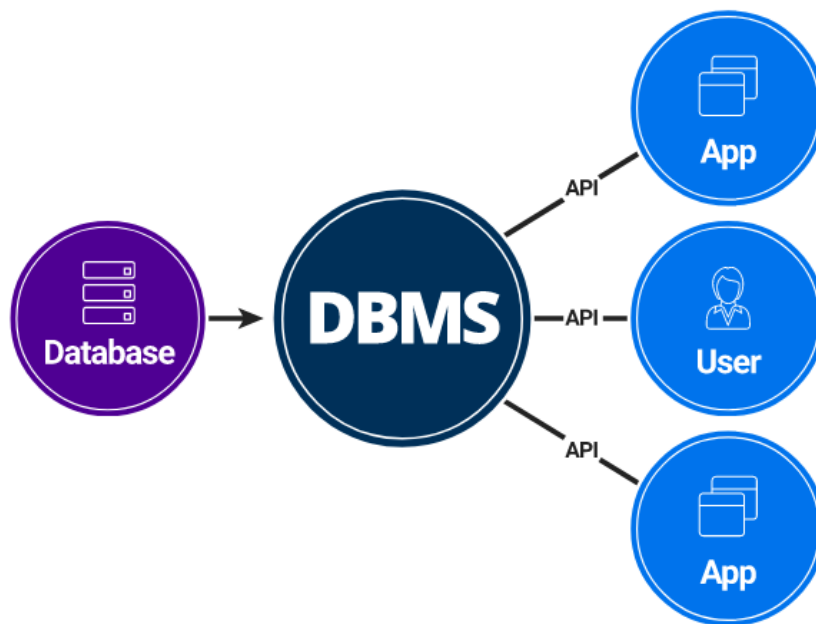 App
API
Database
DBMS
API
User
API
App